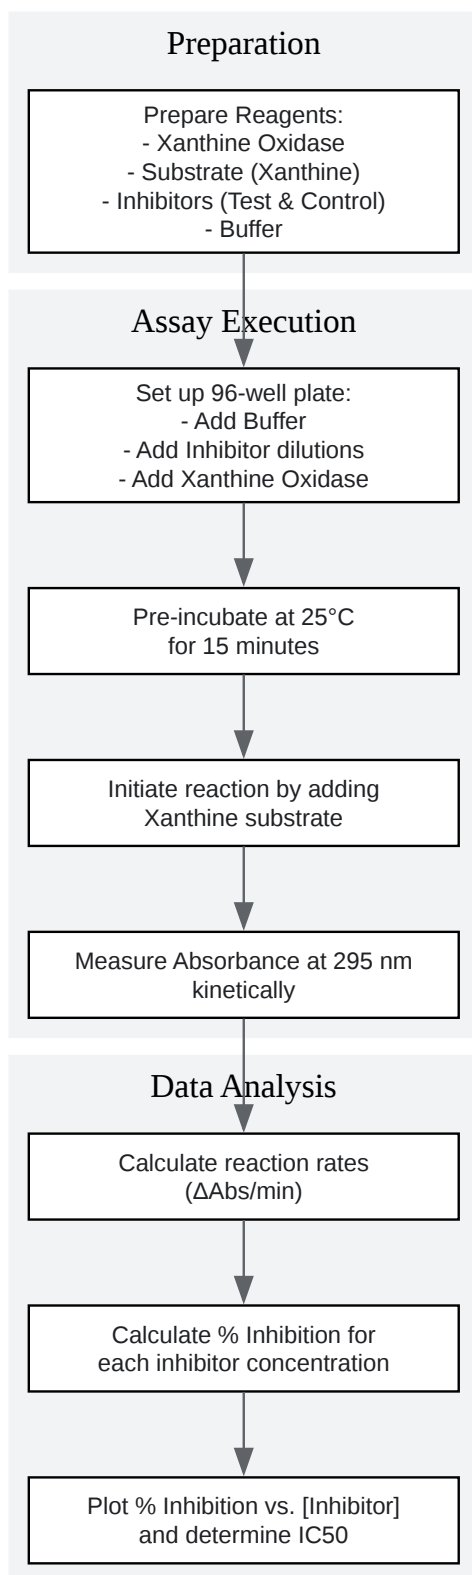 Preparation
Prepare Reagents:
- Xanthine Oxidase
- Substrate (Xanthine)
- Inhibitors (Test & Control)
- Buffer
Assay Execution
Set up 96-well plate:
- Add Buffer
- Add Inhibitor dilutions
- Add Xanthine Oxidase
Pre-incubate at 25°C
for 15 minutes
Initiate reaction by adding
Xanthine substrate
Measure Absorbance at 295 nm
kinetically
Data Analysis
Calculate reaction rates
(ΔAbs/min)
Calculate % Inhibition for
each inhibitor concentration
Plot % Inhibition vs. [Inhibitor]
and determine IC50